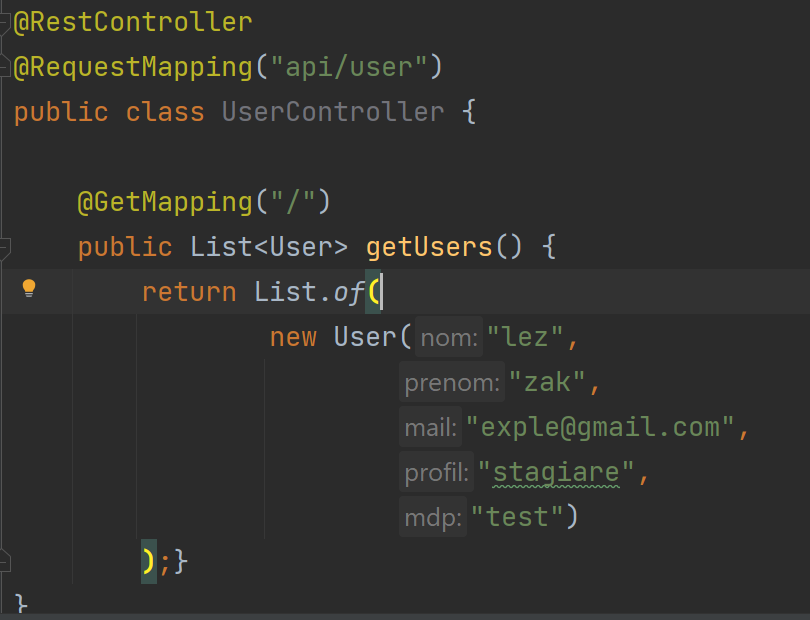 @RestController
@RequestMapping("api/user")
public class UserController {
@GetMapping("/")
public List<User> getUsers() {
return List.of(
new User( nom: "lez",
prenom: "zak",
mail: "exple@gmail.com",
profil: "stagiare",
mdp: "test")
);}
}